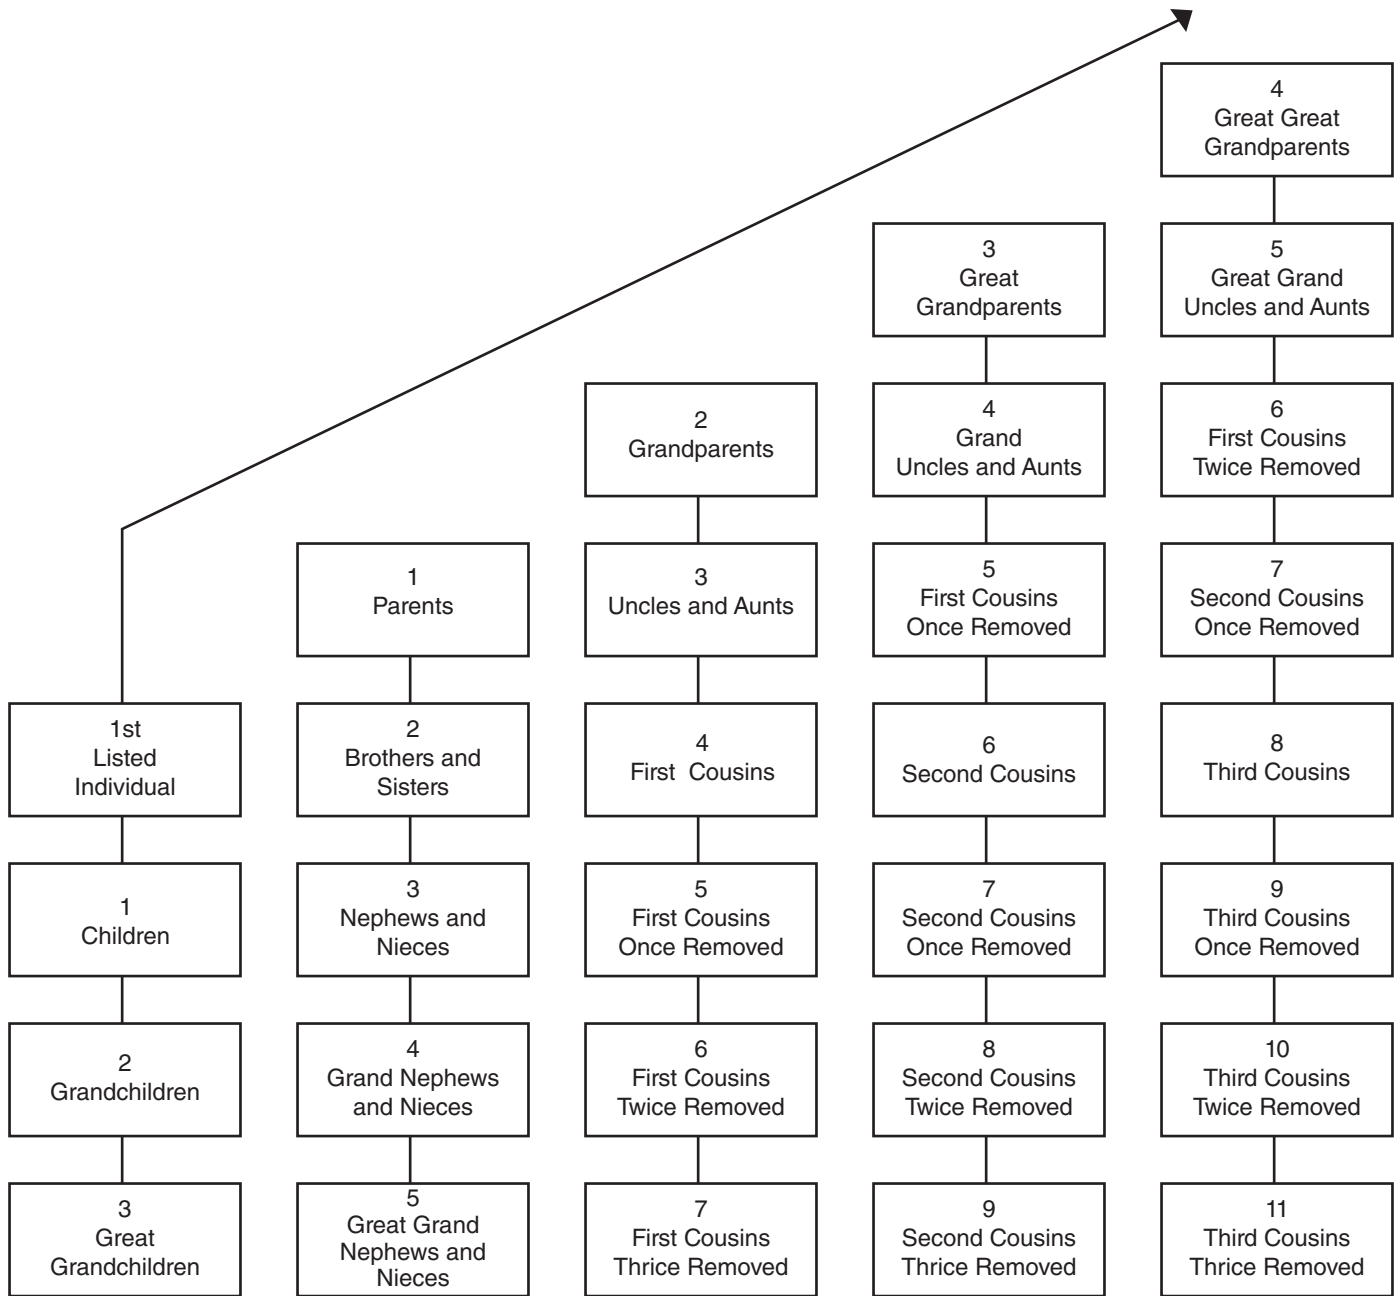 4
Great Great
Grandparents
3
Great
Grandparents
5
Great Grand
Uncles and Aunts
2
Grandparents
4
Grand
Uncles and Aunts
6
First Cousins
Twice Removed
1
Parents
3
Uncles and Aunts
5
First Cousins
Once Removed
7
Second Cousins
Once Removed
1st
Listed
Individual
2
Brothers and
Sisters
4
First Cousins
6
Second Cousins
8
Third Cousins
1
Children
3
Nephews and
Nieces
5
First Cousins
Once Removed
7
Second Cousins
Once Removed
9
Third Cousins
Once Removed
2
Grandchildren
4
Grand Nephews
and Nieces
6
First Cousins
Twice Removed
8
Second Cousins
Twice Removed
10
Third Cousins
Twice Removed
3
Great
Grandchildren
5
Great Grand
Nephews and
Nieces
7
First Cousins
Thrice Removed
9
Second Cousins
Thrice Removed
11
Third Cousins
Thrice Removed